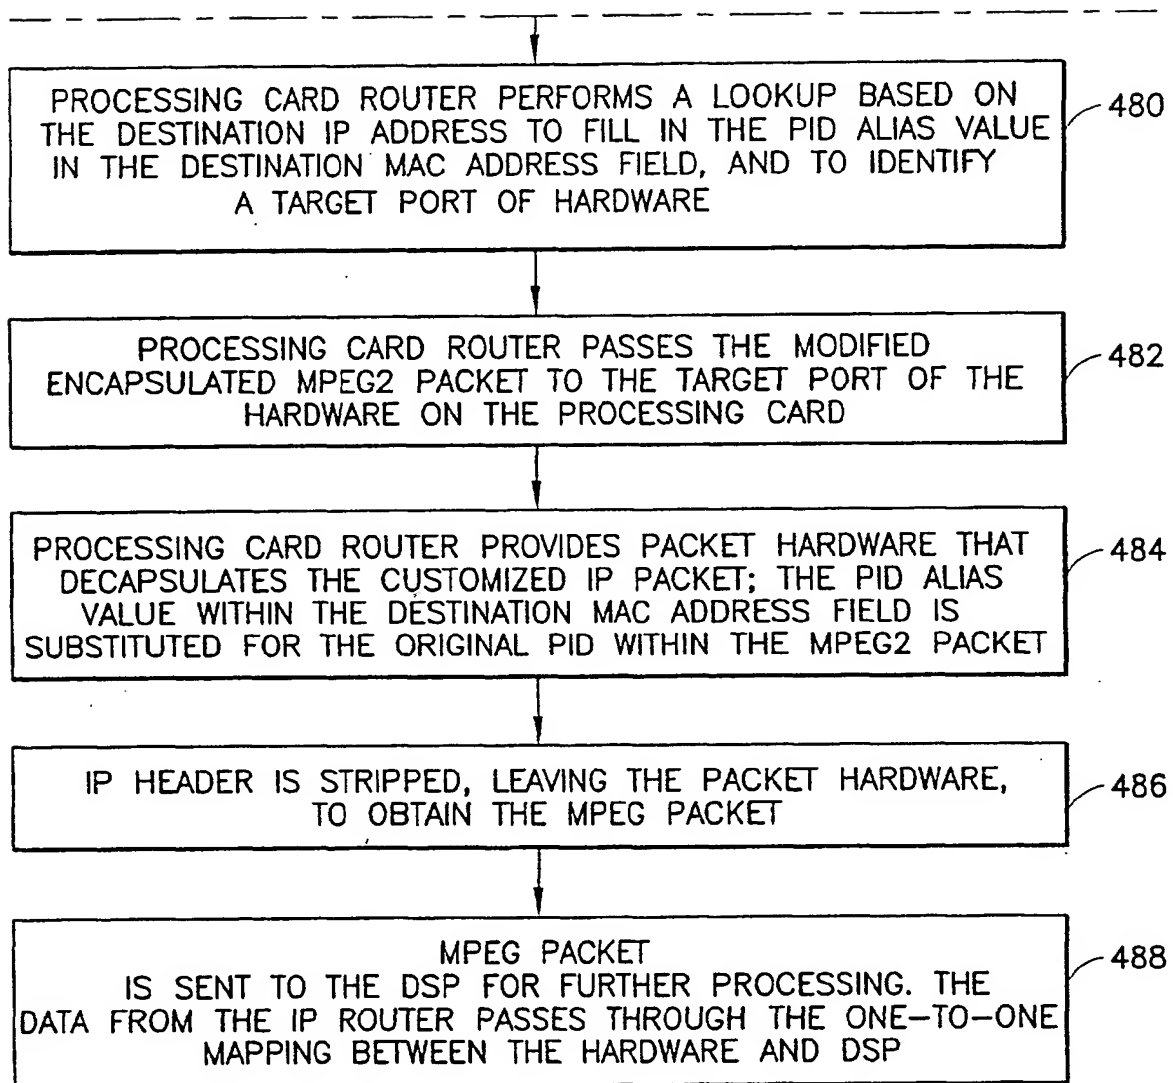 PROCESSING CARD ROUTER PERFORMS A LOOKUP BASED ON
THE DESTINATION IP ADDRESS TO FILL IN THE PID ALIAS VALUE
IN THE DESTINATION MAC ADDRESS FIELD, AND TO IDENTIFY
A TARGET PORT OF HARDWARE
480
PROCESSING CARD ROUTER PASSES THE MODIFIED
ENCAPSULATED MPEG2 PACKET TO THE TARGET PORT OF THE
HARDWARE ON THE PROCESSING CARD
482
PROCESSING CARD ROUTER PROVIDES PACKET HARDWARE THAT
DECAPSULATES THE CUSTOMIZED IP PACKET; THE PID ALIAS
VALUE WITHIN THE DESTINATION MAC ADDRESS FIELD IS
SUBSTITUTED FOR THE ORIGINAL PID WITHIN THE MPEG2 PACKET
484
IP HEADER IS STRIPPED, LEAVING THE PACKET HARDWARE,
TO OBTAIN THE MPEG PACKET
486
MPEG PACKET
IS SENT TO THE DSP FOR FURTHER PROCESSING. THE
DATA FROM THE IP ROUTER PASSES THROUGH THE ONE-TO-ONE
MAPPING BETWEEN THE HARDWARE AND DSP
488